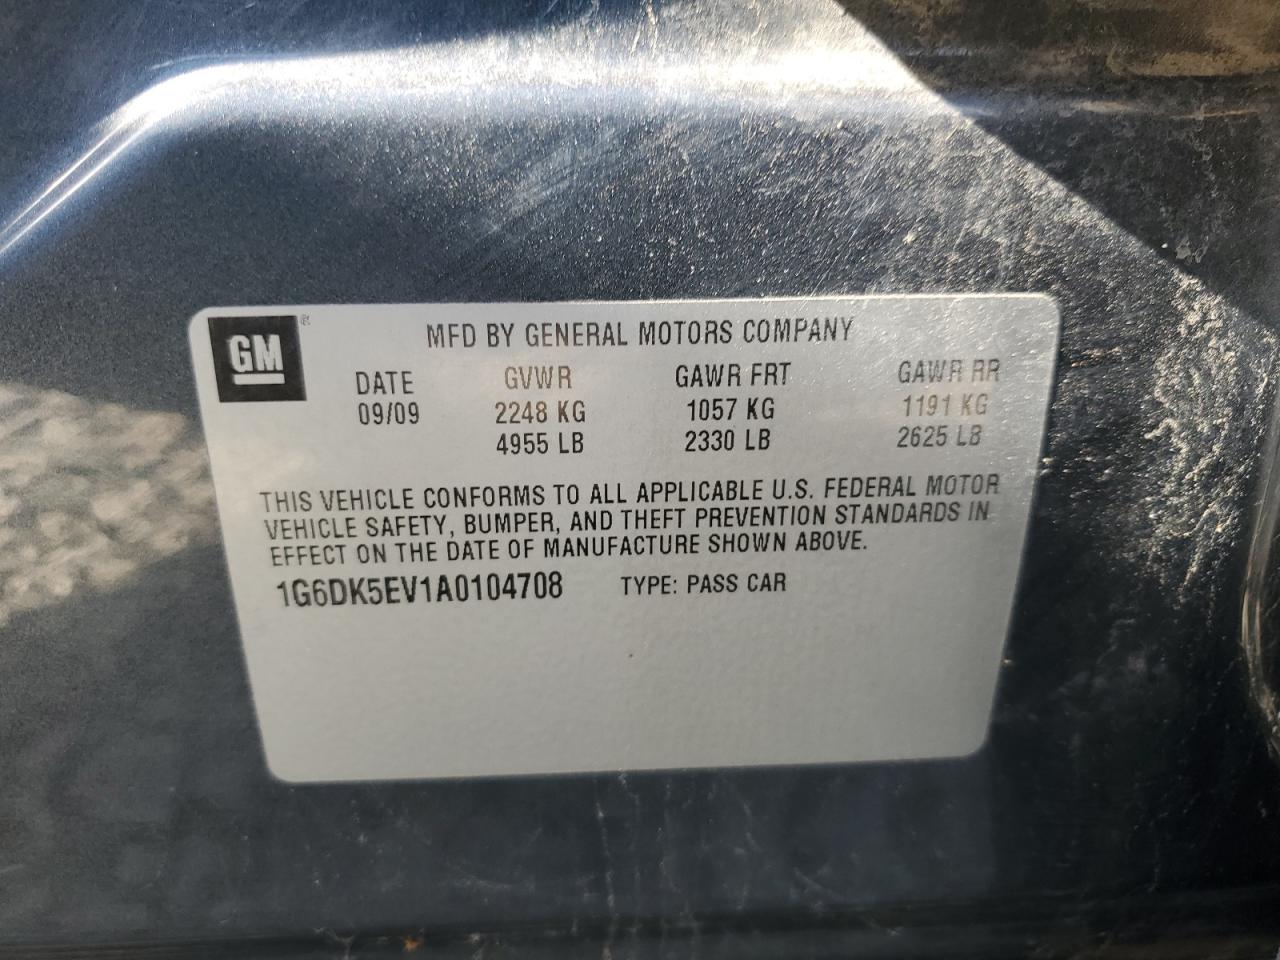 GM
MFD BY GENERAL MOTORS COMPANY
DATE GVWR GAWR FRT GAWR RR
09/09 2248 KG 1057 KG 1191 KG
4955 LB 2330 LB 2625 LB
THIS VEHICLE CONFORMS TO ALL APPLICABLE U.S. FEDERAL MOTOR
VEHICLE SAFETY, BUMPER, AND THEFT PREVENTION STANDARDS IN
EFFECT ON THE DATE OF MANUFACTURE SHOWN ABOVE.
1G6DK5EV1A0104708 TYPE: PASS CAR